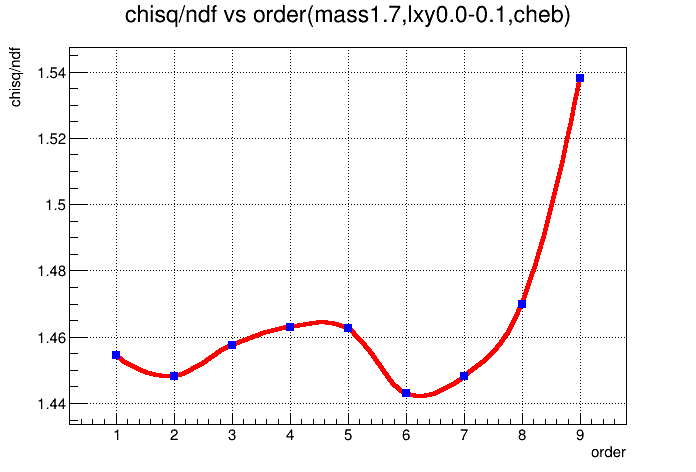 chisq/ndf vs order(mass1.7,lxy0.0-0.1,cheb)
chisq/ndf
1.54
1.52
1.5
1.48
1.46
1.44
1 2 3 4 5 6 7 8 9
order